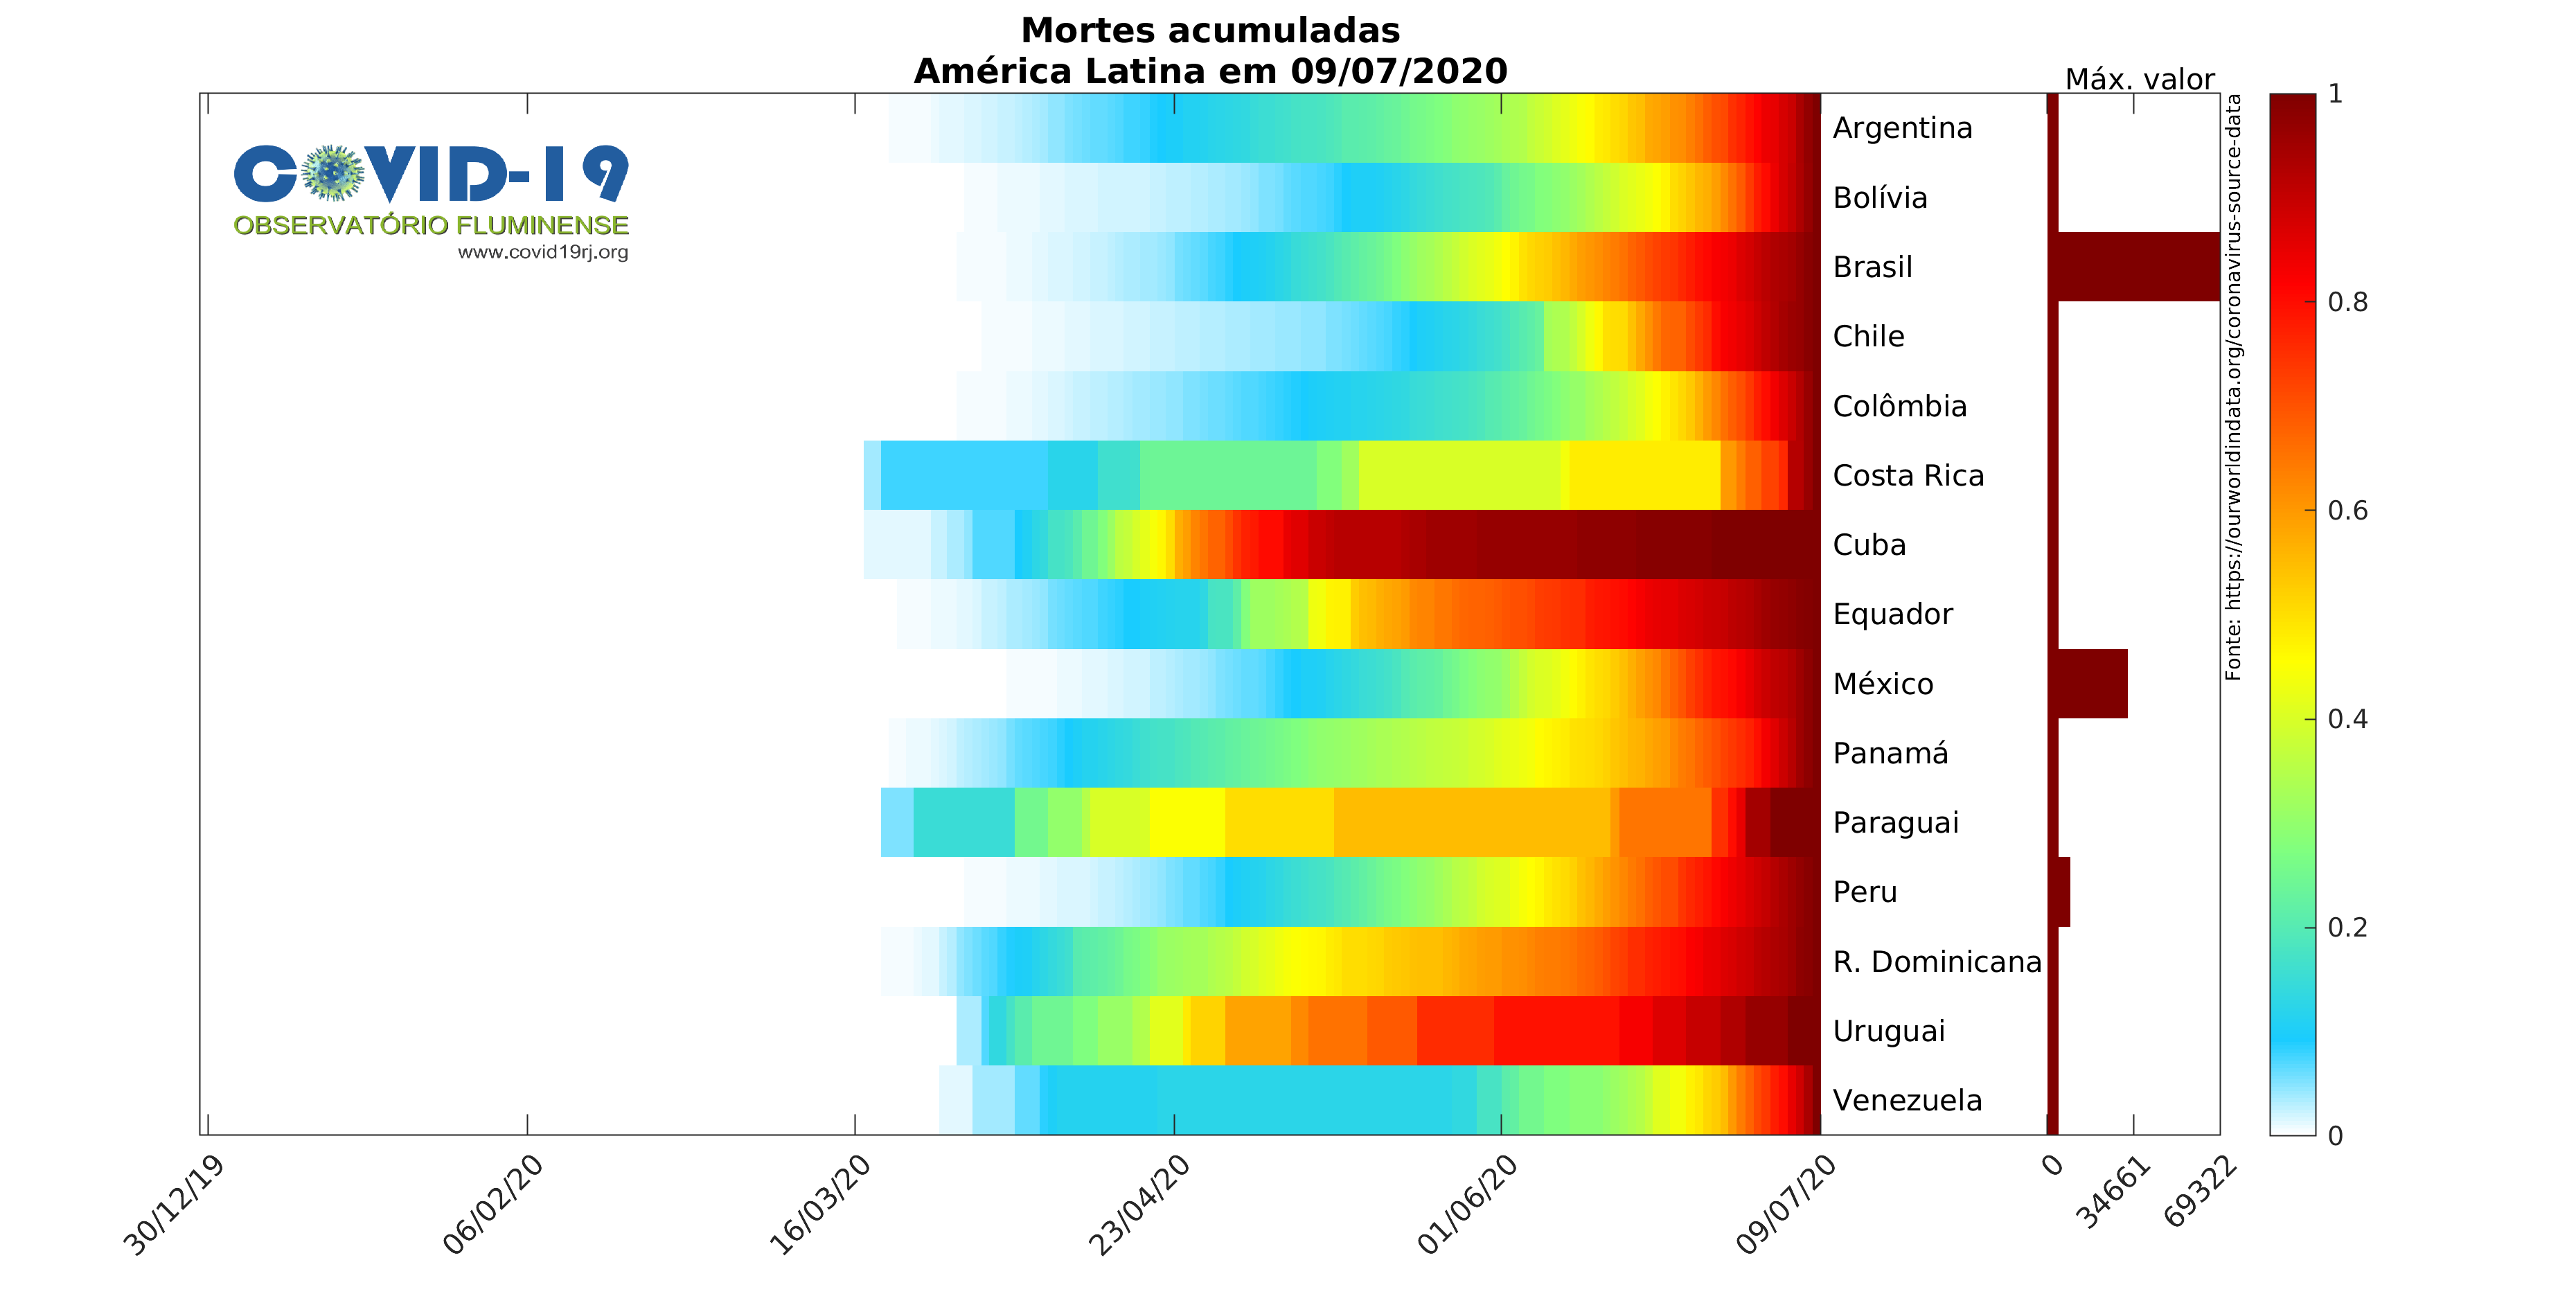 Mortes acumuladas
América Latina em 09/07/2020
Máx. valor
COVID-19
OBSERVATÓRIO FLUMINENSE
www.covid19rj.org
Argentina
Bolívia
Brasil
Chile
Colômbia
Costa Rica
Cuba
Equador
México
Panamá
Paraguai
Peru
R. Dominicana
Uruguai
Venezuela
Fonte: https://ourworldindata.org/coronavirus-source-data
1
0.8
0.6
0.4
0.2
0
30/12/19
06/02/20
16/03/20
23/04/20
01/06/20
09/07/20
0
34661
69322